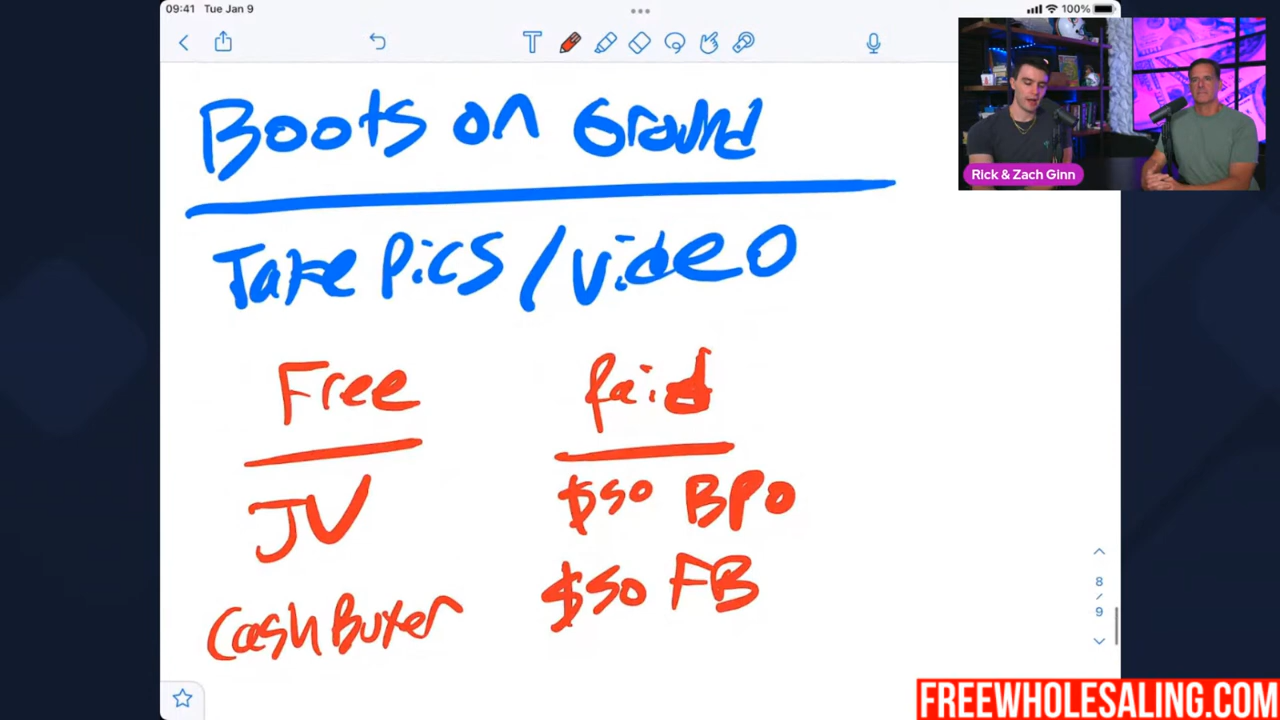 09:41 Tue Jan 9
100%
Boots on Ground
Take Pics/Video
Free
Paid
JV
$50 BPO
Cash Buyer
$50 FB
Rick & Zach Ginn
8
/
9
FREEWHOLESALING.COM